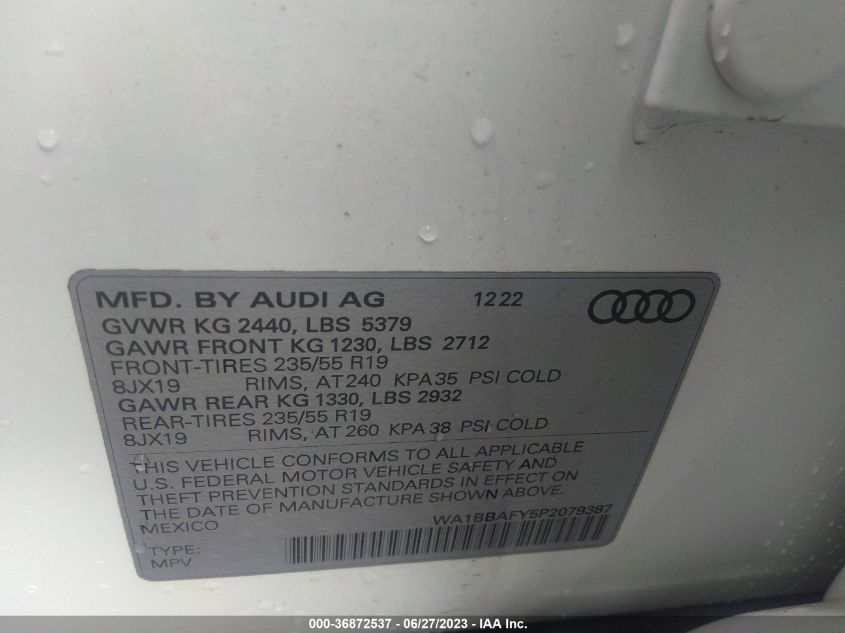 MFD. BY AUDI AG 1222
GVWR KG 2440, LBS 5379
GAWR FRONT KG 1230, LBS 2712
FRONT-TIRES 235/55 R19
8JX19 RIMS, AT 240 KPA 35 PSI COLD
GAWR REAR KG 1330, LBS 2932
REAR-TIRES 235/55 R19
8JX19 RIMS, AT 260 KPA 38 PSI COLD
THIS VEHICLE CONFORMS TO ALL APPLICABLE
U.S. FEDERAL MOTOR VEHICLE SAFETY AND
THEFT PREVENTION STANDARDS IN EFFECT ON
THE DATE OF MANUFACTURE SHOWN ABOVE.
MEXICO WA1BBAFY5P2079387
TYPE:
MPV
000-36872537 - 06/27/2023 - IAA Inc.